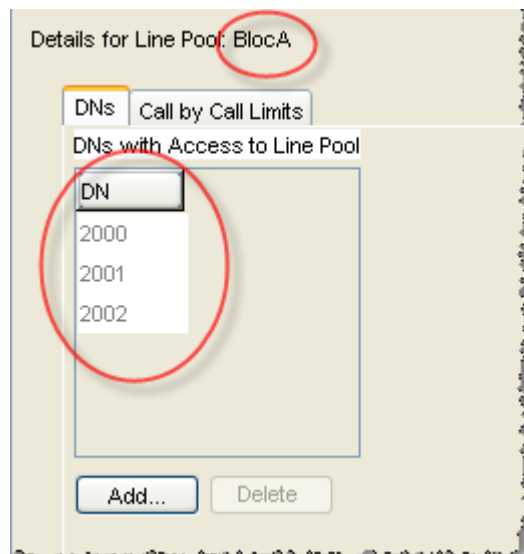 Details for Line Pool: BlocA
DNs
Call by Call Limits
DNs with Access to Line Pool
DN
2000
2001
2002
Add...
Delete